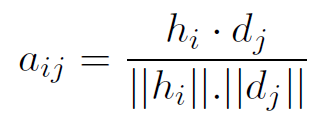 a_{ij} = \frac{h_i \cdot d_j}{||h_i||.||d_j||}